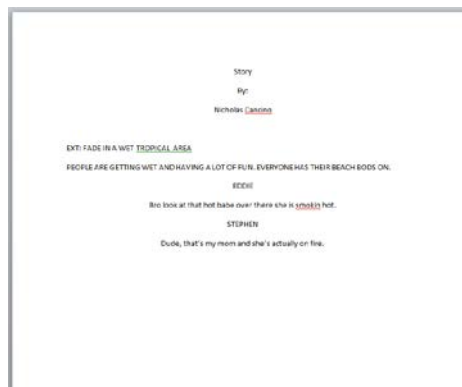 Story
By:
Nicholas Cancino
EXT: FADE IN A WET TROPICAL AREA
PEOPLE ARE GETTING WET AND HAVING A LOT OF FUN. EVERYONE HAS THEIR BEACH BODS ON.
EDDIE
Bro look at that hot babe over there she is smokin hot.
STEPHEN
Dude, that's my mom and she's actually on fire.